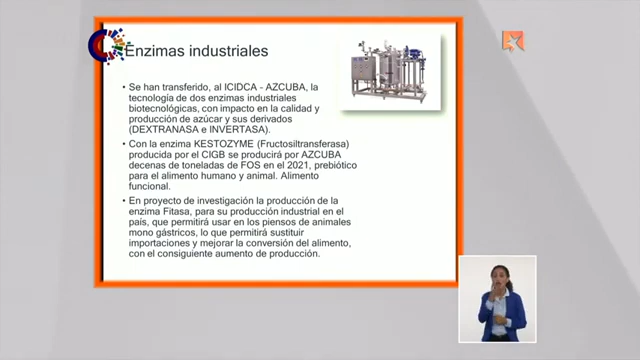 Enzimas industriales
• Se han transferido, al ICIDCA - AZCUBA, la
tecnología de dos enzimas industriales
biotecnológicas, con impacto en la calidad y
producción de azúcar y sus derivados
(DEXTRANASA e INVERTASA).
• Con la enzima KESTOZYME (Fructosiltransferasa)
producida por el CIGB se producirá por AZCUBA
decenas de toneladas de FOS en el 2021, prebiótico
para el alimento humano y animal. Alimento
funcional.
• En proyecto de investigación la producción de la
enzima Fitasa, para su producción industrial en el
país, que permitirá usar en los piensos de animales
mono gástricos, lo que permitirá sustituir
importaciones y mejorar la conversión del alimento,
con el consiguiente aumento de producción.